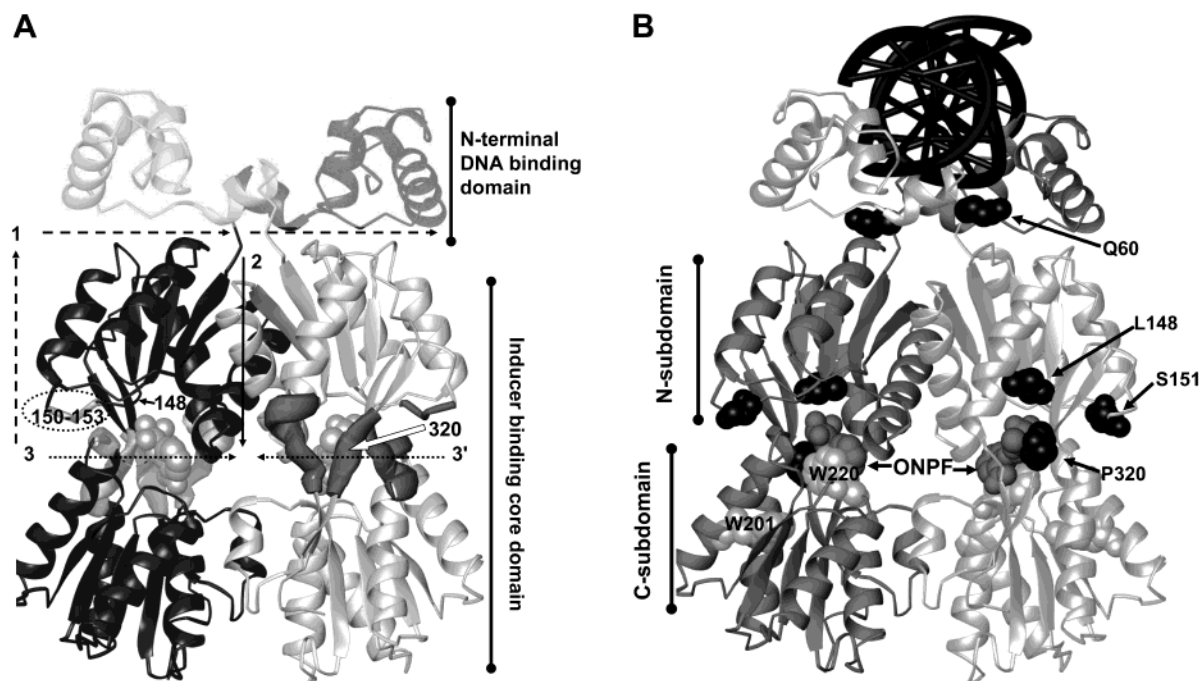 A
N-terminal
DNA binding
domain
1
2
150-153
148
320
3
3'
Inducer binding core domain
B
Q60
N-subdomain
L148
S151
W220
ONPF
P320
W201
C-subdomain